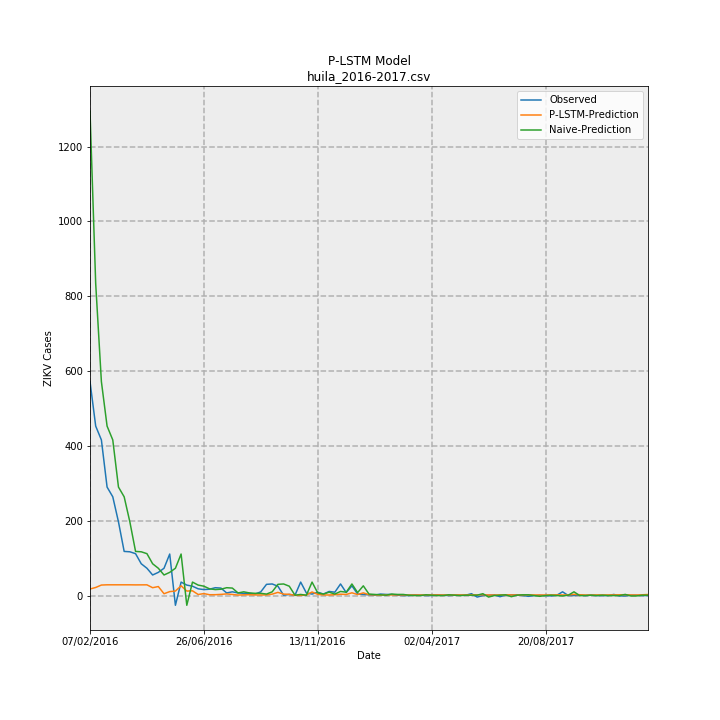 P-LSTM Model
huila_2016-2017.csv
Observed
P-LSTM-Prediction
Naive-Prediction
1200
1000
800
600
400
200
0
ZIKV Cases
07/02/2016
26/06/2016
13/11/2016
02/04/2017
20/08/2017
Date